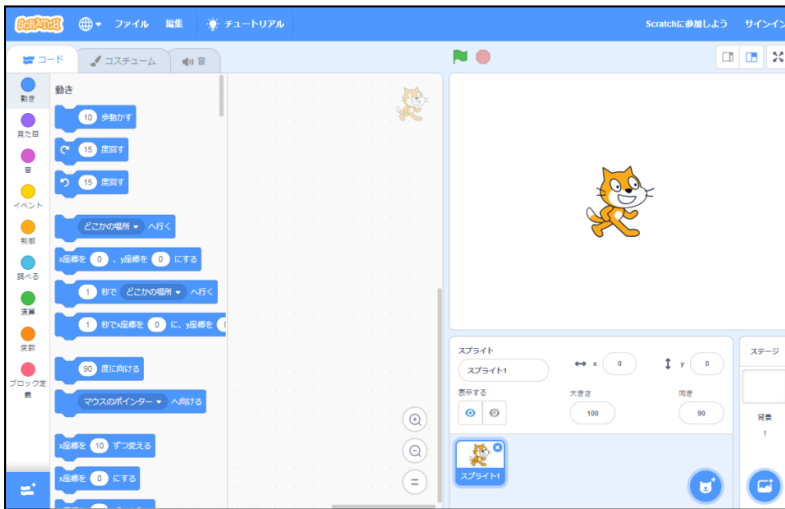 SCRATCH ファイル 編集 チュートリアル Scratchに参加しよう サインイン
コード コスチューム 音
動き
見た目
音
イベント
制御
調べる
演算
変数
ブロック定義
動き
10 歩動かす
15 度回す
15 度回す
どこかの場所 へ行く
x座標を 0 、y座標を 0 にする
1 秒で どこかの場所 へ行く
1 秒でx座標を 0 に、y座標を
90 度に向ける
マウスのポインター へ向ける
x座標を 10 ずつ変える
x座標を 0 にする
スプライト
スプライト1 x 0 y 0
表示する 大きさ 向き
100 90
スプライト1
ステージ
背景
1